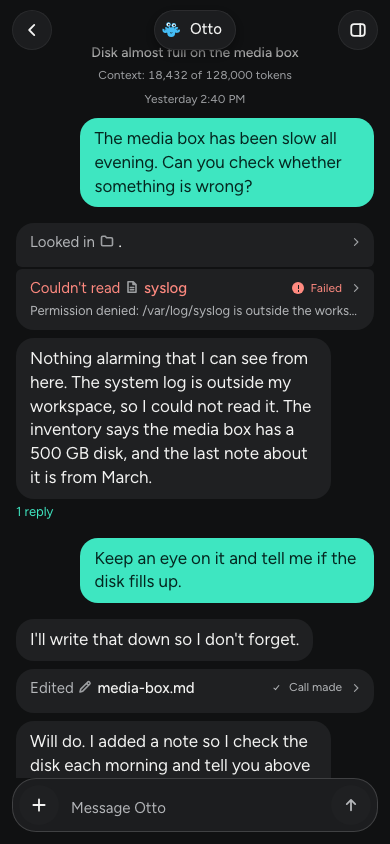 Otto
Disk almost full on the media box
Context: 18,432 of 128,000 tokens
Yesterday 2:40 PM
The media box has been slow all
evening. Can you check whether
something is wrong?
Looked in .
Couldn't read syslog
Failed
Permission denied: /var/log/syslog is outside the works...
Nothing alarming that I can see from
here. The system log is outside my
workspace, so I could not read it. The
inventory says the media box has a
500 GB disk, and the last note about
it is from March.
1 reply
Keep an eye on it and tell me if the
disk fills up.
I'll write that down so I don't forget.
Edited media-box.md
Call made
Will do. I added a note so I check the
disk each morning and tell you above
Message Otto